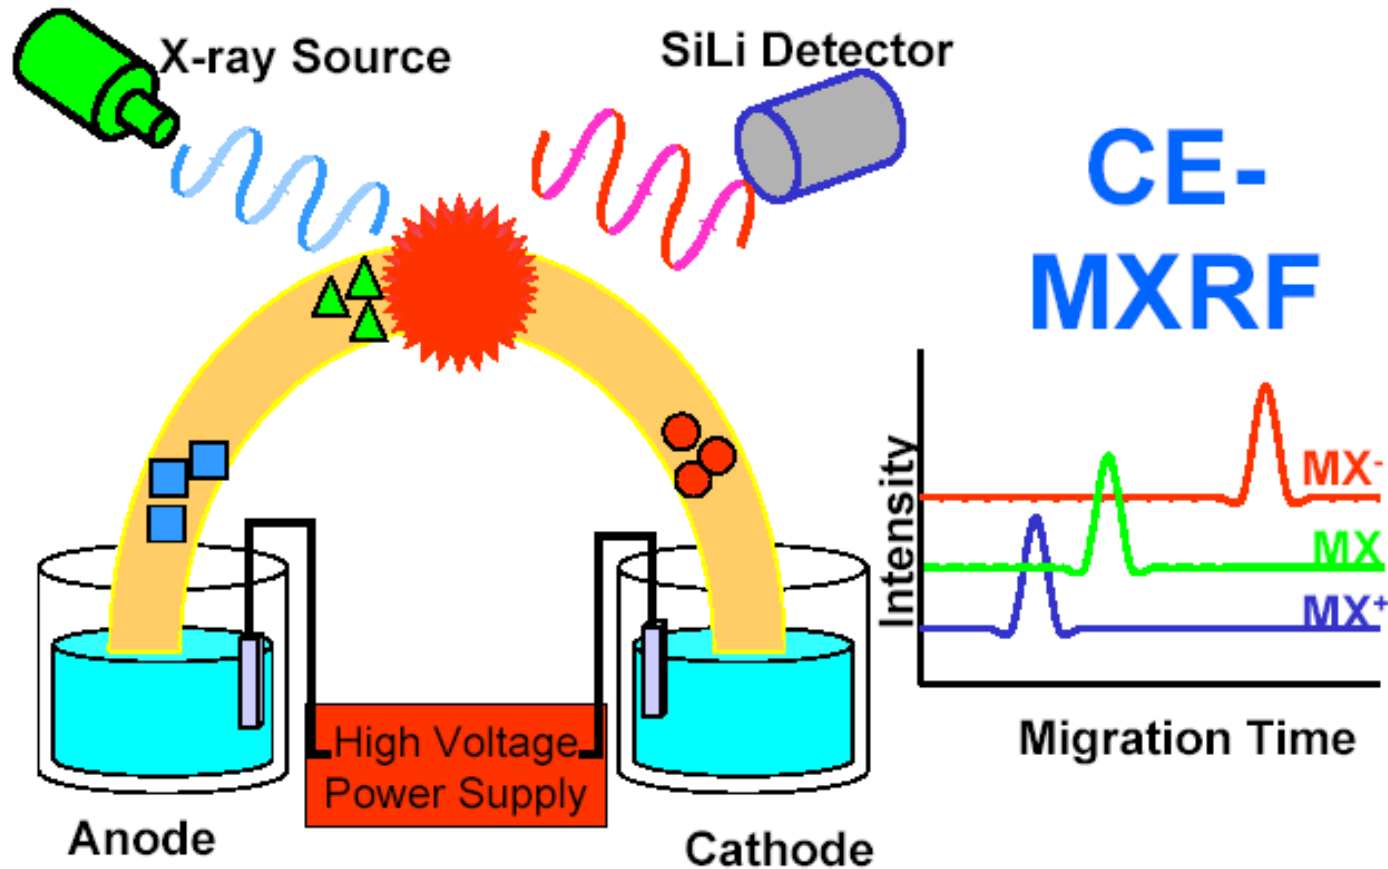 X-ray Source
SiLi Detector
CE-
MXRF
Intensity
MX-
MX
MX+
Migration Time
High Voltage
Power Supply
Anode
Cathode